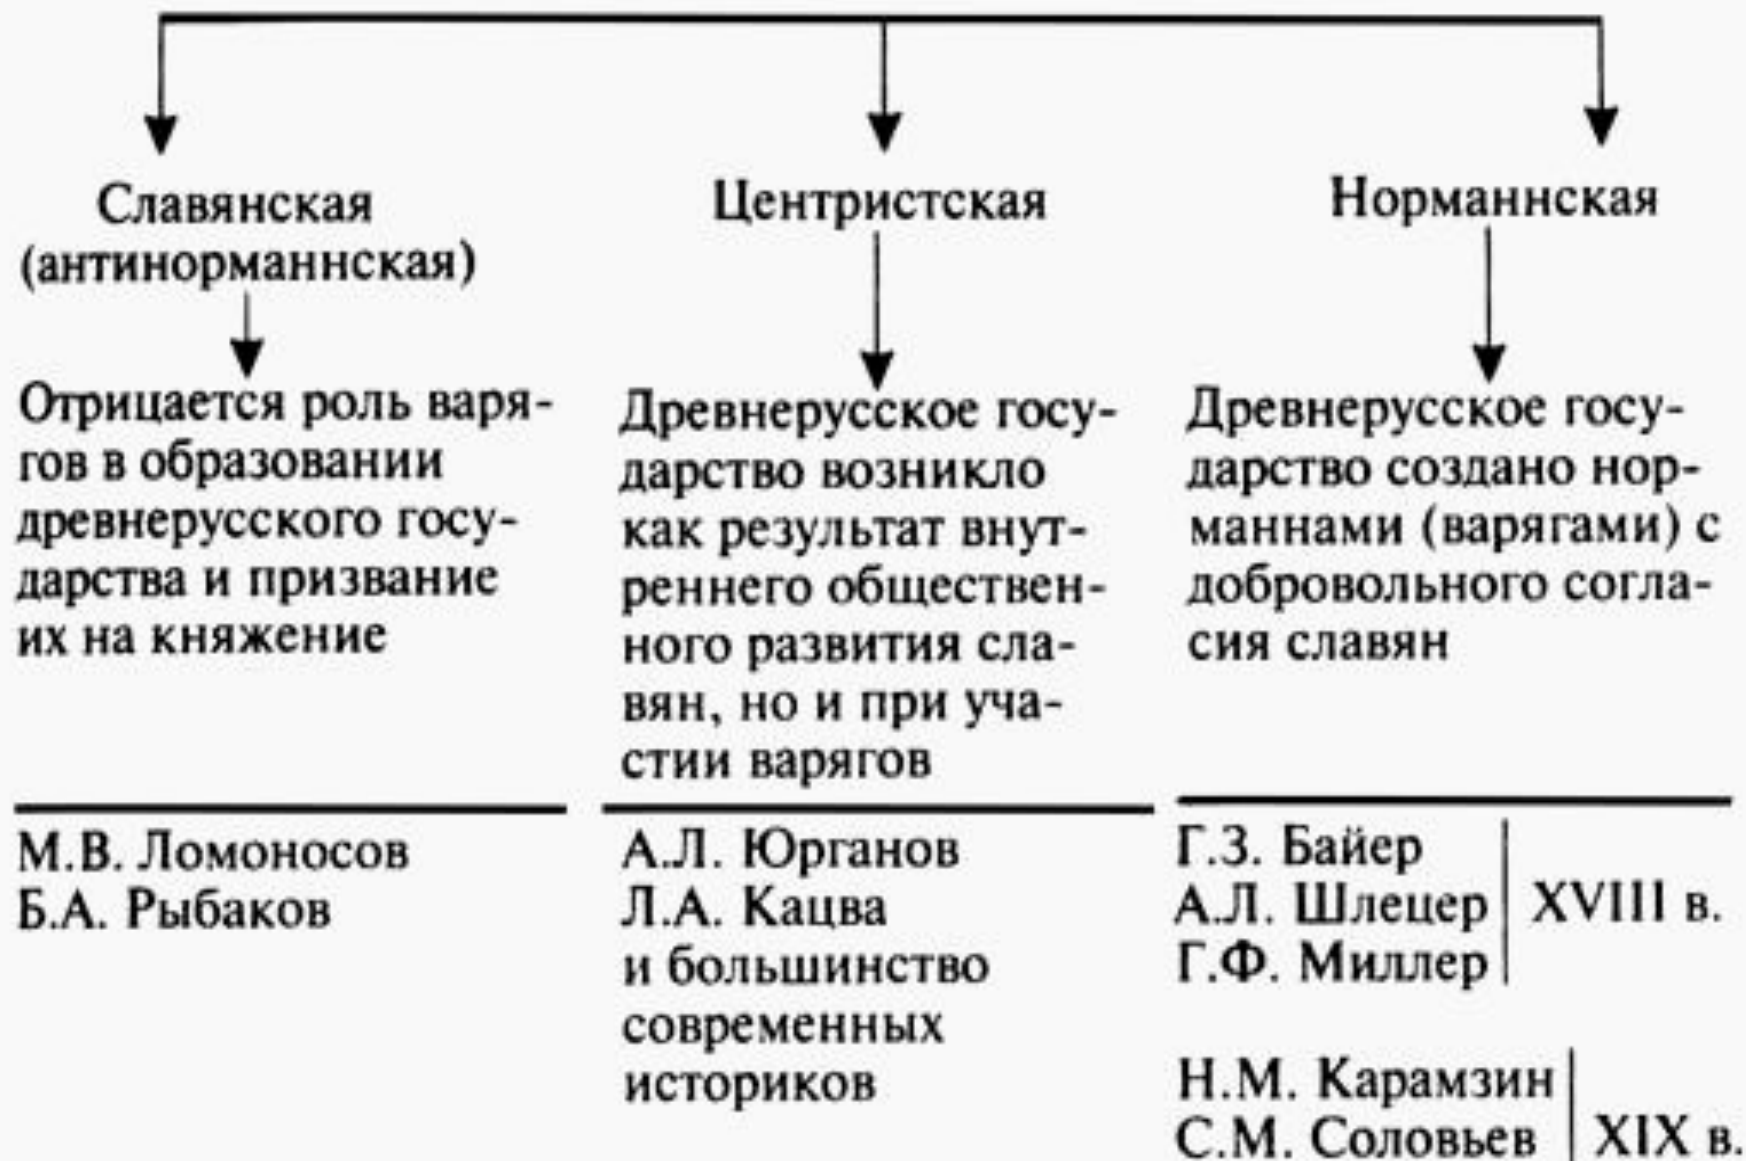 Славянская
(антинорманнская)
Отрицается роль варя-
гов в образовании
древнерусского госу-
дарства и призвание
их на княжение
М.В. Ломоносов
Б.А. Рыбаков
Центристская
Древнерусское госу-
дарство возникло
как результат внут-
реннего обществен-
ного развития сла-
вян, но и при уча-
стии варягов
А.Л. Юрганов
Л.А. Кацва
и большинство
современных
историков
Норманнская
Древнерусское госу-
дарство создано нор-
маннами (варягами) с
добровольного согла-
сия славян
Г.З. Байер
А.Л. Шлецер
Г.Ф. Миллер
XVIII в.
Н.М. Карамзин
С.М. Соловьев
XIX в.